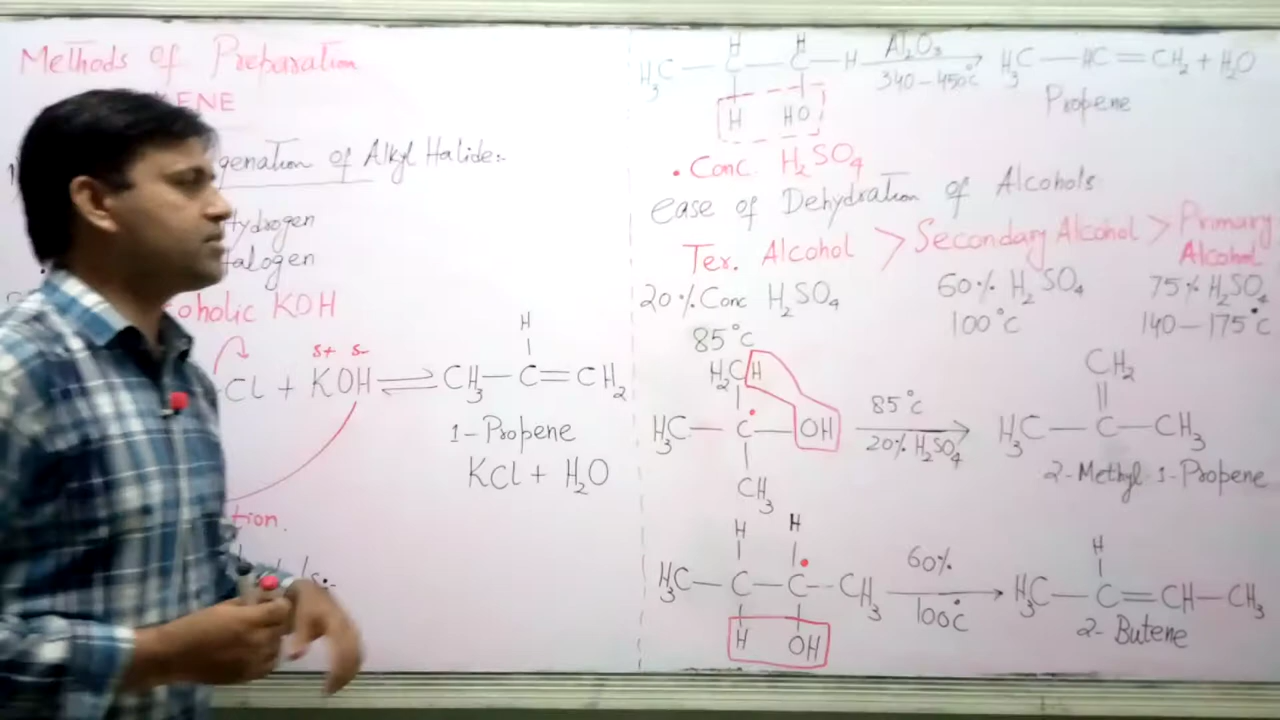 Methods of Preparation
ENE
genation of Alkyl Halide:-
Hydrogen
Halogen
oholic KOH
δ+ δ-
H
Cl + KOH ⇌ CH₃—C=CH₂
1-Propene
KCl + H₂O
tion.
H H
H₃C—C—C—H Al₂O₃ 340-450°C → H₃C—HC=CH₂ + H₂O
H HO
Propene
• Conc. H₂SO₄
Ease of Dehydration of Alcohols
Ter. Alcohol > Secondary Alcohol > Primary Alcohol
20% Conc H₂SO₄ 60% H₂SO₄ 75% H₂SO₄
85°C 100°C 140-175°C
H₂C H CH₂
H₃C—C—OH 85°C 20% H₂SO₄ → H₃C—C—CH₃
CH₃ 2-Methyl 1-Propene
H H H
H₃C—C—C—CH₃ 60% 100°C → H₃C—C=CH—CH₃
H OH 2-Butene